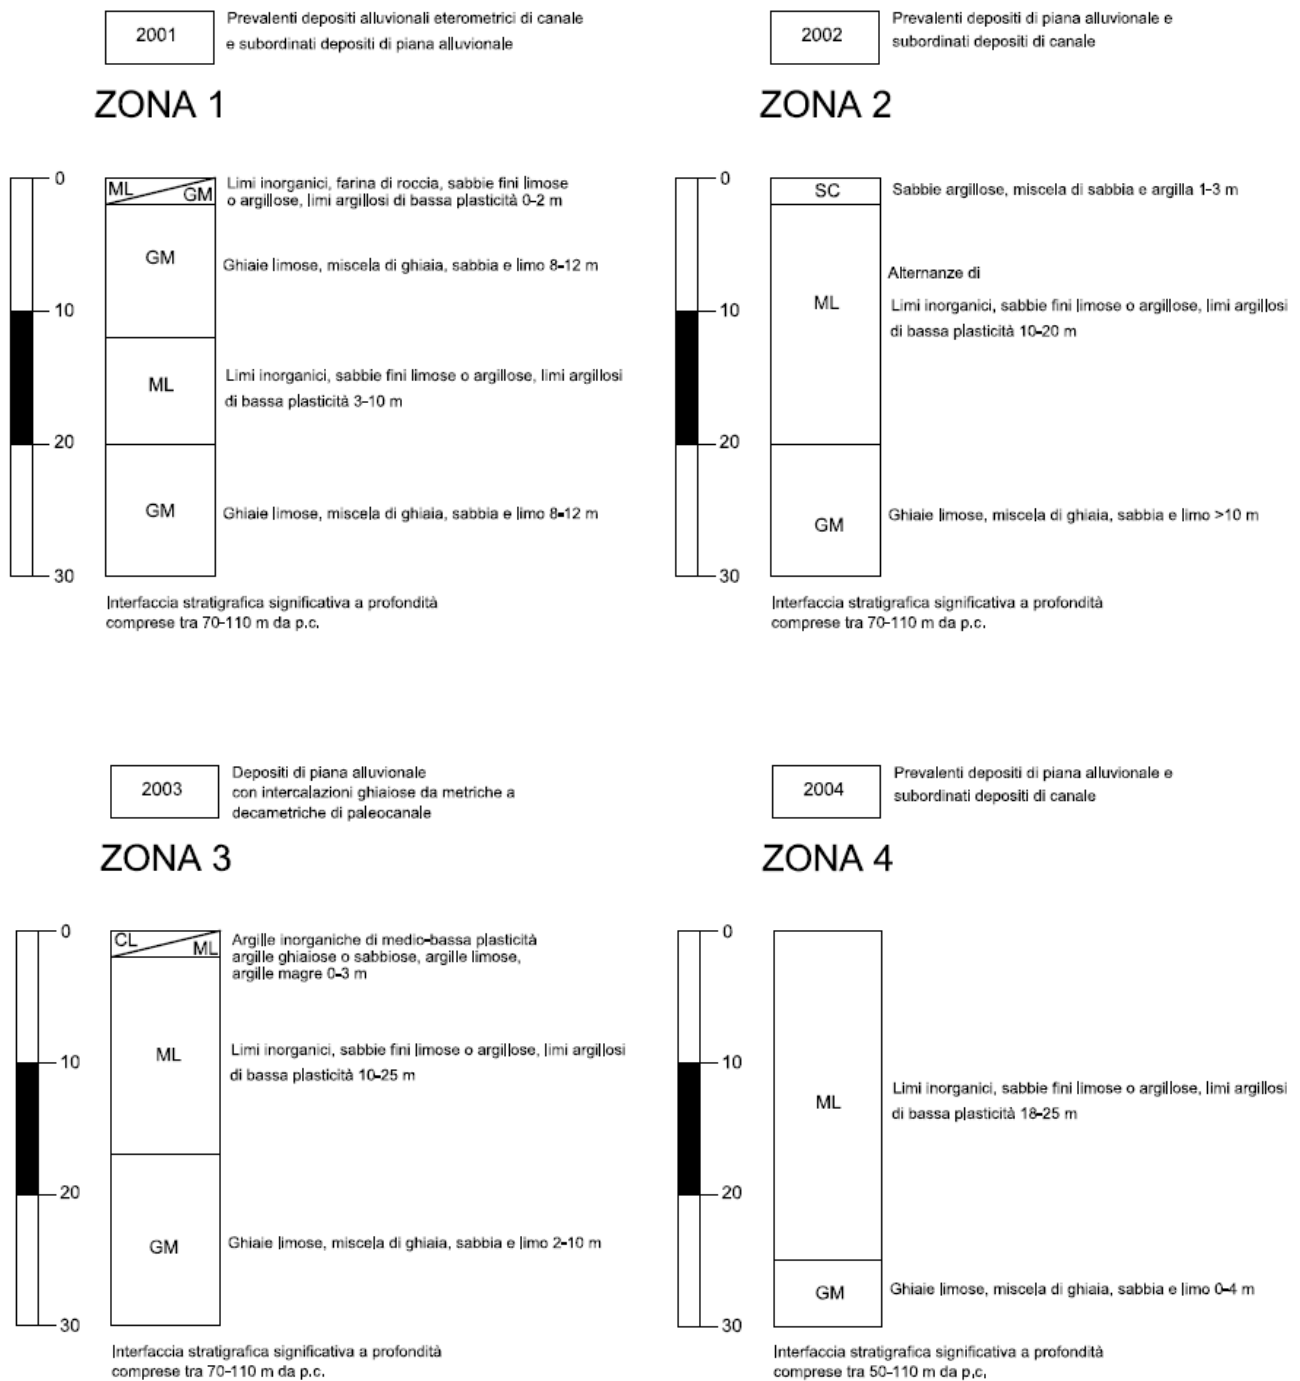 2001
Prevalenti depositi alluvionali eterometrici di canale
e subordinati depositi di piana alluvionale
ZONA 1
0
10
20
30
ML
GM
Limi inorganici, farina di roccia, sabbie fini limose
o argillose, limi argillosi di bassa plasticità 0-2 m
GM
Ghiaie limose, miscela di ghiaia, sabbia e limo 8-12 m
ML
Limi inorganici, sabbie fini limose o argillose, limi argillosi
di bassa plasticità 3-10 m
GM
Ghiaie limose, miscela di ghiaia, sabbia e limo 8-12 m
Interfaccia stratigrafica significativa a profondità
comprese tra 70-110 m da p.c.
2002
Prevalenti depositi di piana alluvionale e
subordinati depositi di canale
ZONA 2
0
10
20
30
SC
Sabbie argillose, miscela di sabbia e argilla 1-3 m
ML
Alternanze di
Limi inorganici, sabbie fini limose o argillose, limi argillosi
di bassa plasticità 10-20 m
GM
Ghiaie limose, miscela di ghiaia, sabbia e limo >10 m
Interfaccia stratigrafica significativa a profondità
comprese tra 70-110 m da p.c.
2003
Depositi di piana alluvionale
con intercalazioni ghiaiose da metriche a
decametriche di paleocanale
ZONA 3
0
10
20
30
CL
ML
Argille inorganiche di medio-bassa plasticità
argille ghiaiose o sabbiose, argille limose,
argille magre 0-3 m
ML
Limi inorganici, sabbie fini limose o argillose, limi argillosi
di bassa plasticità 10-25 m
GM
Ghiaie limose, miscela di ghiaia, sabbia e limo 2-10 m
Interfaccia stratigrafica significativa a profondità
comprese tra 70-110 m da p.c.
2004
Prevalenti depositi di piana alluvionale e
subordinati depositi di canale
ZONA 4
0
10
20
30
ML
Limi inorganici, sabbie fini limose o argillose, limi argillosi
di bassa plasticità 18-25 m
GM
Ghiaie limose, miscela di ghiaia, sabbia e limo 0-4 m
Interfaccia stratigrafica significativa a profondità
comprese tra 50-110 m da p.c.